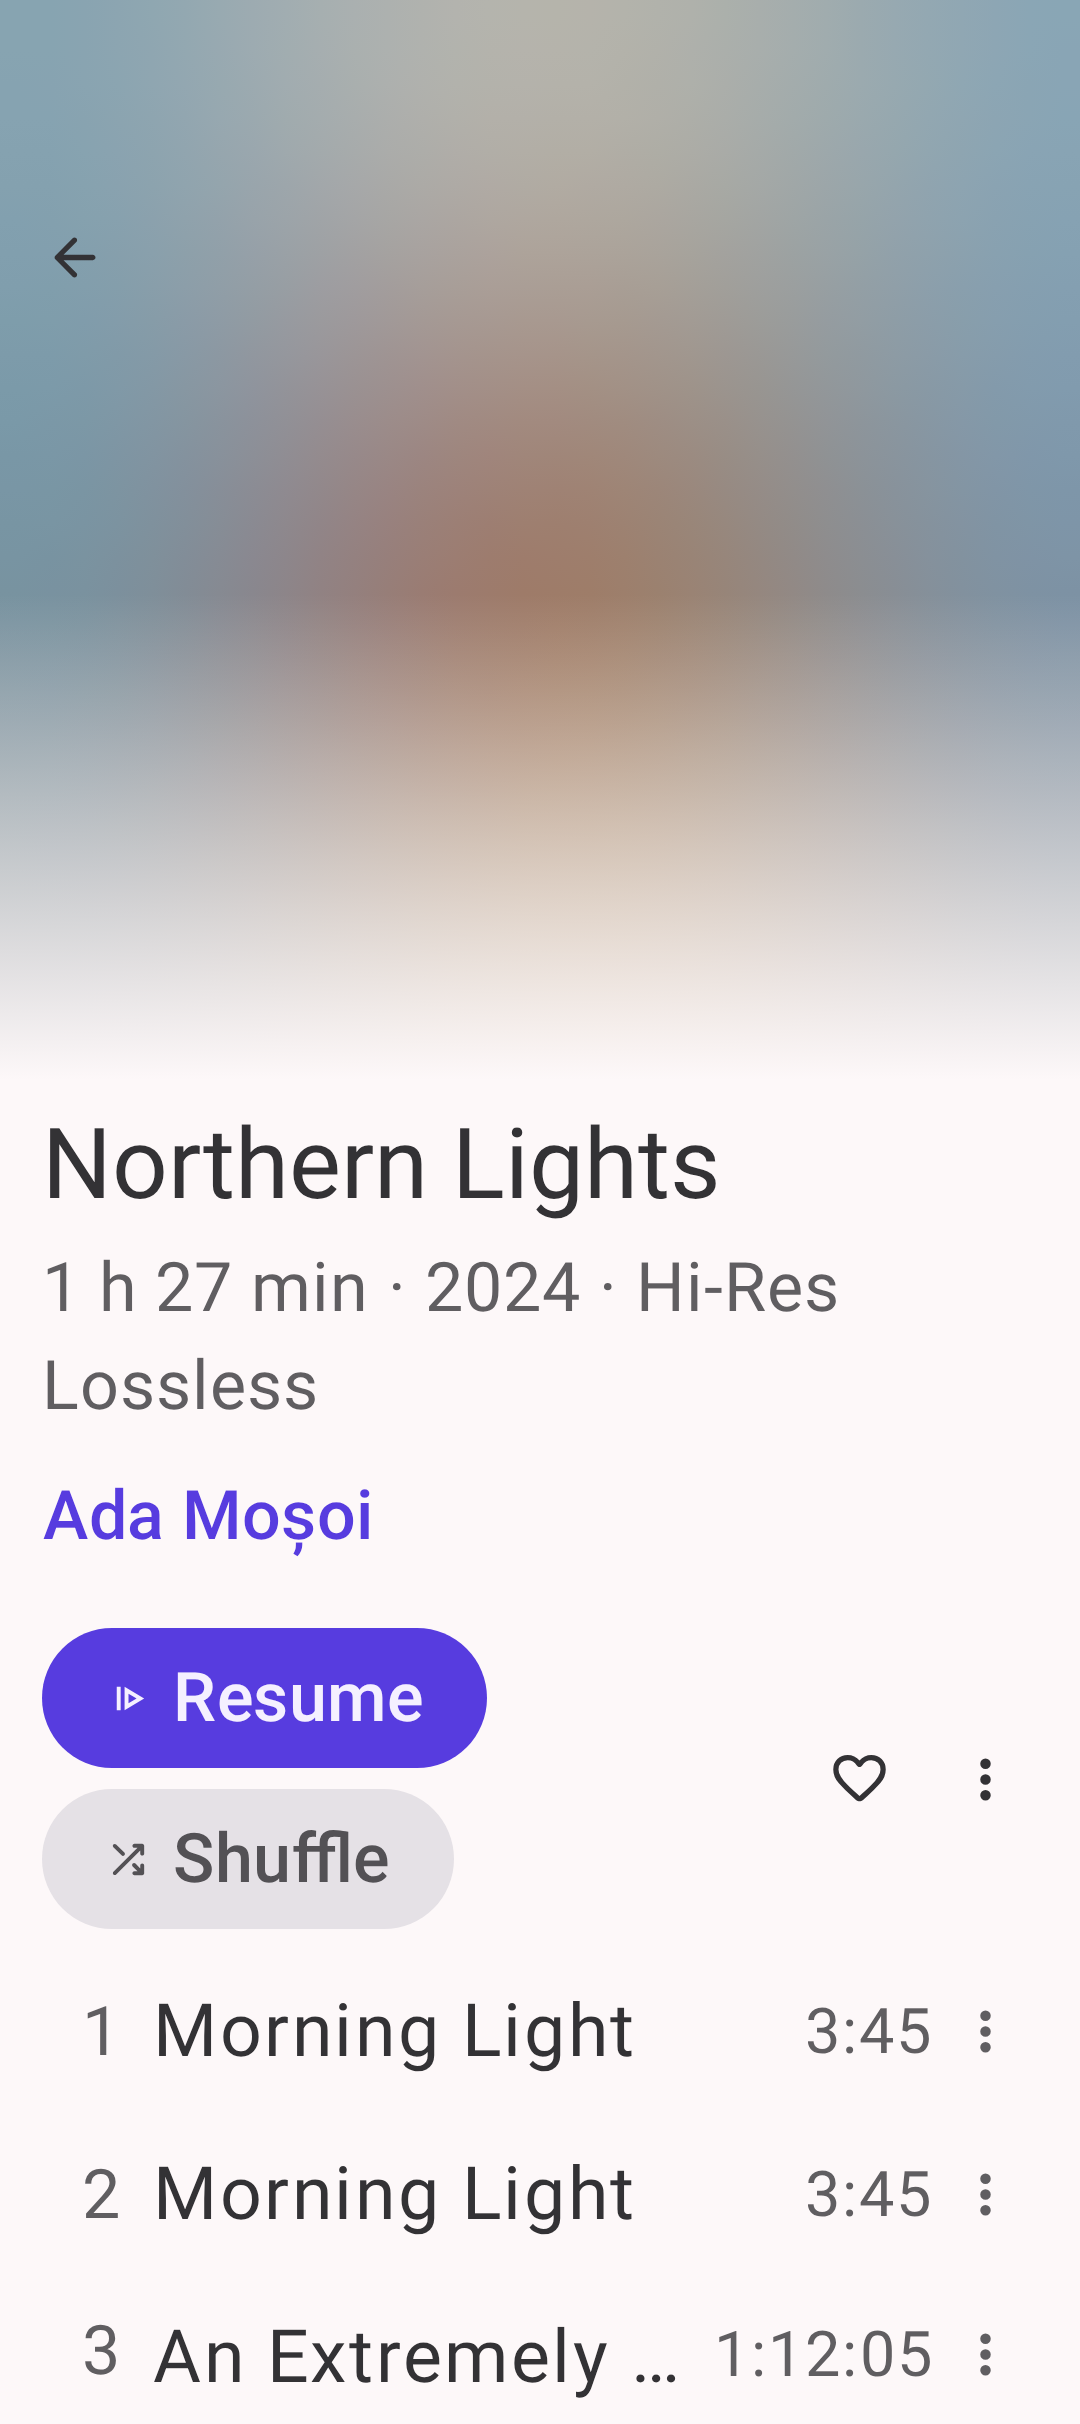 Northern Lights
1 h 27 min · 2024 · Hi-Res
Lossless
Ada Moșoi
Resume
Shuffle
1 Morning Light 3:45
2 Morning Light 3:45
3 An Extremely … 1:12:05